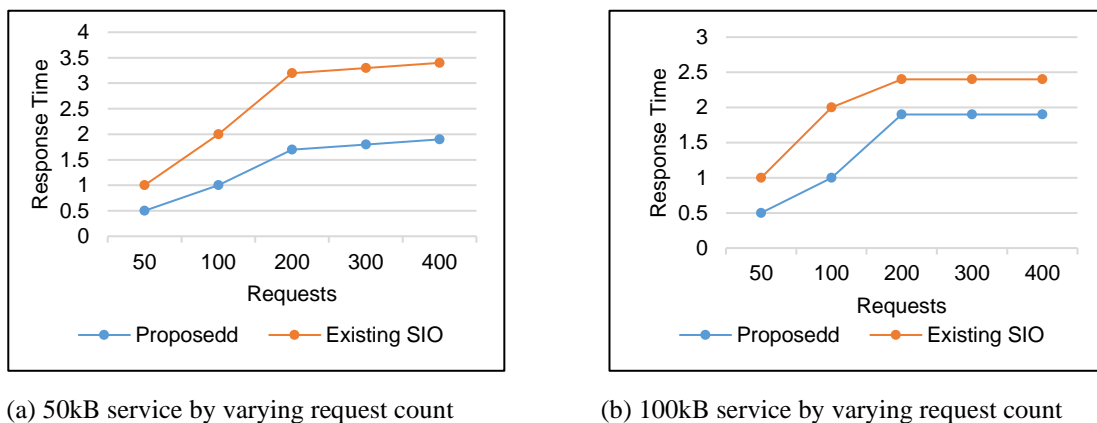 4
3.5
3
2.5
2
1.5
1
0.5
0
Response Time
50 100 200 300 400
Requests
Proposedd Existing SIO
(a) 50kB service by varying request count
3
2.5
2
1.5
1
0.5
0
Response Time
50 100 200 300 400
Requests
Proposedd Existing SIO
(b) 100kB service by varying request count